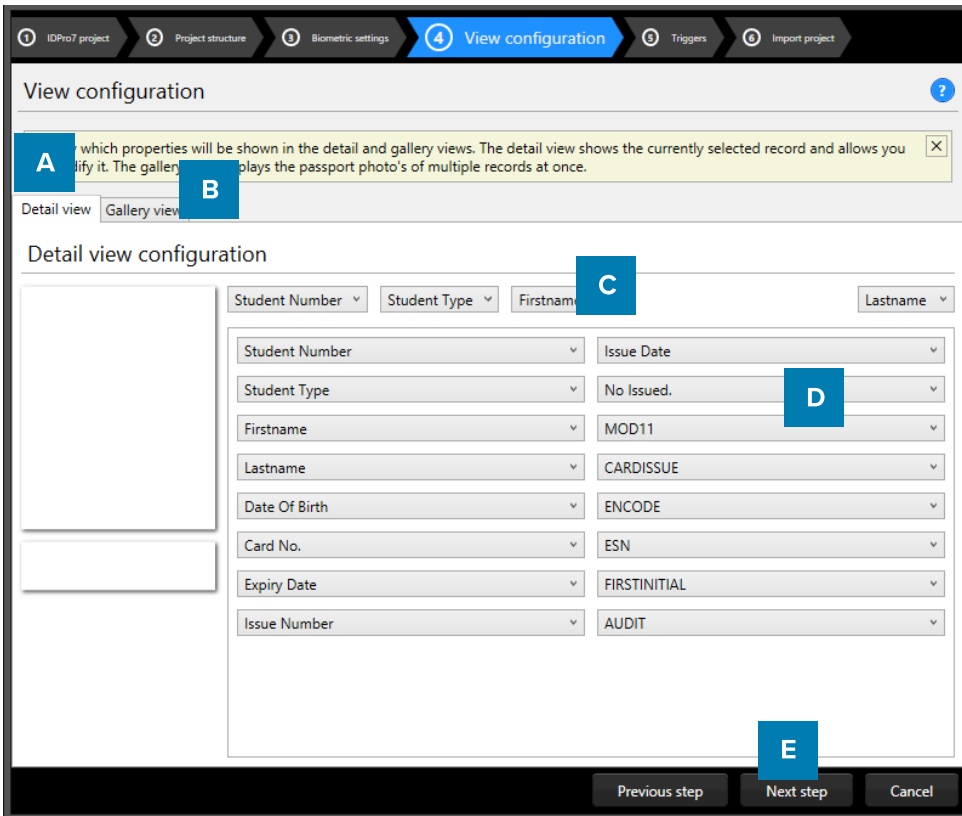 1 IDPro7 project 2 Project structure 3 Biometric settings 4 View configuration 5 Triggers 6 Import project
View configuration ?
which properties will be shown in the detail and gallery views. The detail view shows the currently selected record and allows you
A dify it. The gallery plays the passport photo's of multiple records at once.
B
Detail view Gallery view
Detail view configuration
C
Student Number Student Type Firstname Lastname
Student Number Issue Date
Student Type No Issued.
D
Firstname MOD11
Lastname CARDISSUE
Date Of Birth ENCODE
Card No. ESN
Expiry Date FIRSTINITIAL
Issue Number AUDIT
E
Previous step Next step Cancel